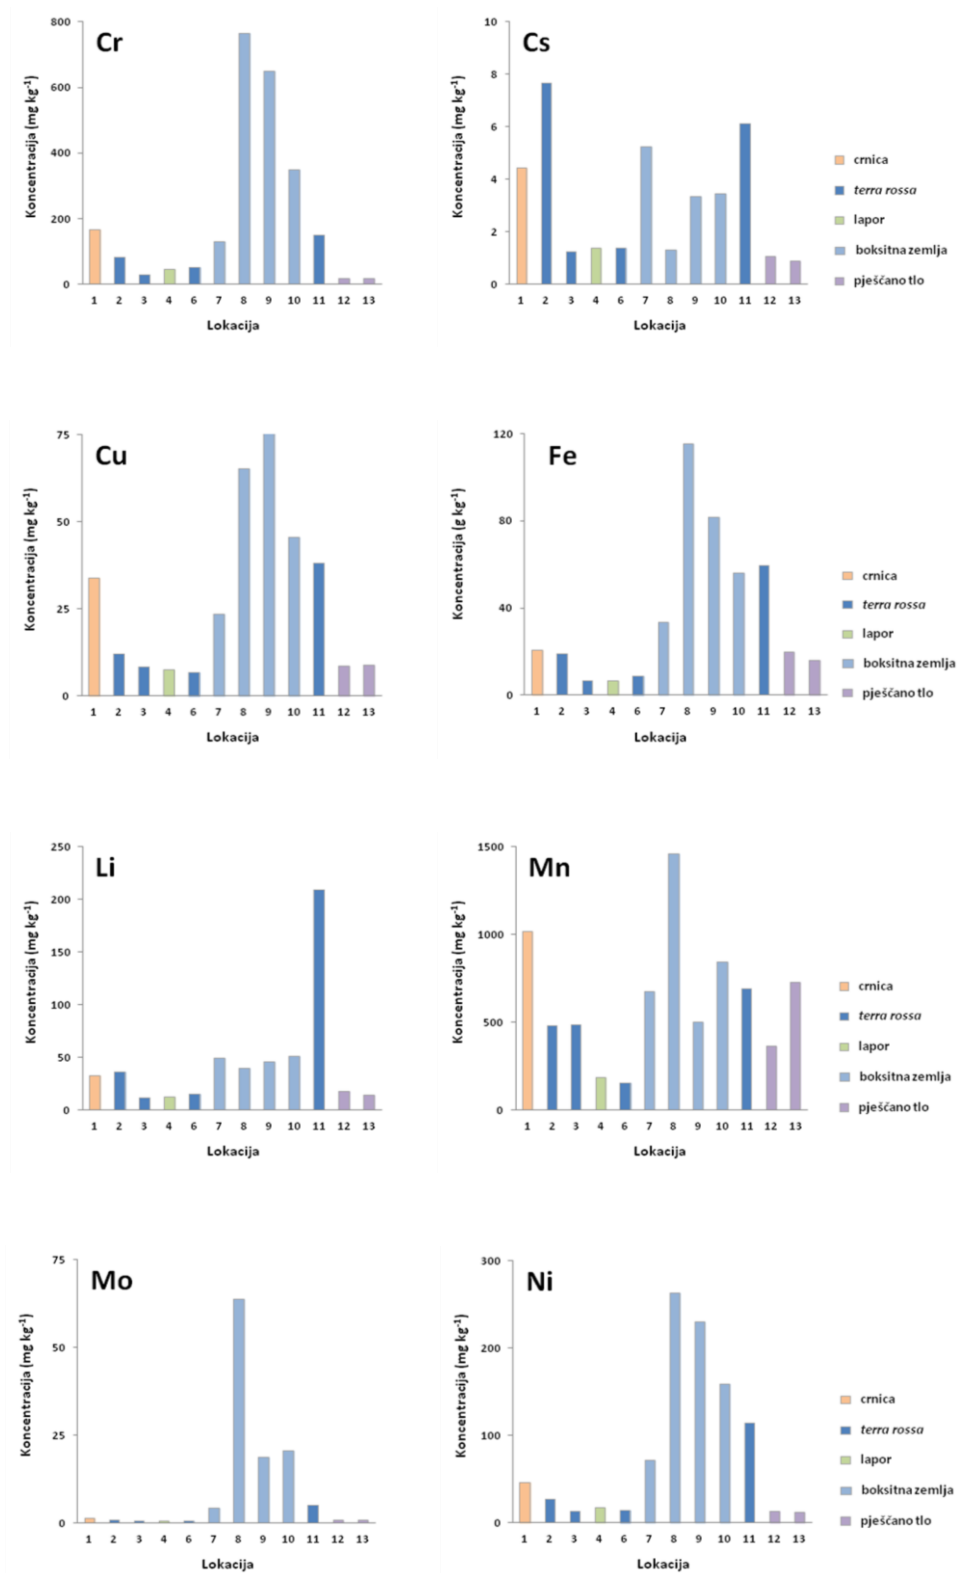 Cr
Koncentracija (mg kg-1)
800
600
400
200
0
1 2 3 4 6 7 8 9 10 11 12 13
Lokacija
Cs
Koncentracija (mg kg-1)
10
8
6
4
2
0
1 2 3 4 6 7 8 9 10 11 12 13
Lokacija
crnica
terra rossa
lapor
boksitna zemlja
pješčano tlo
Cu
Koncentracija (mg kg-1)
75
50
25
0
1 2 3 4 6 7 8 9 10 11 12 13
Lokacija
Fe
Koncentracija (g kg-1)
120
80
40
0
1 2 3 4 6 7 8 9 10 11 12 13
Lokacija
crnica
terra rossa
lapor
boksitna zemlja
pješčano tlo
Li
Koncentracija (mg kg-1)
250
200
150
100
50
0
1 2 3 4 6 7 8 9 10 11 12 13
Lokacija
Mn
Koncentracija (mg kg-1)
1500
1000
500
0
1 2 3 4 6 7 8 9 10 11 12 13
Lokacija
crnica
terra rossa
lapor
boksitna zemlja
pješčano tlo
Mo
Koncentracija (mg kg-1)
75
50
25
0
1 2 3 4 6 7 8 9 10 11 12 13
Lokacija
Ni
Koncentracija (mg kg-1)
300
200
100
0
1 2 3 4 6 7 8 9 10 11 12 13
Lokacija
crnica
terra rossa
lapor
boksitna zemlja
pješčano tlo